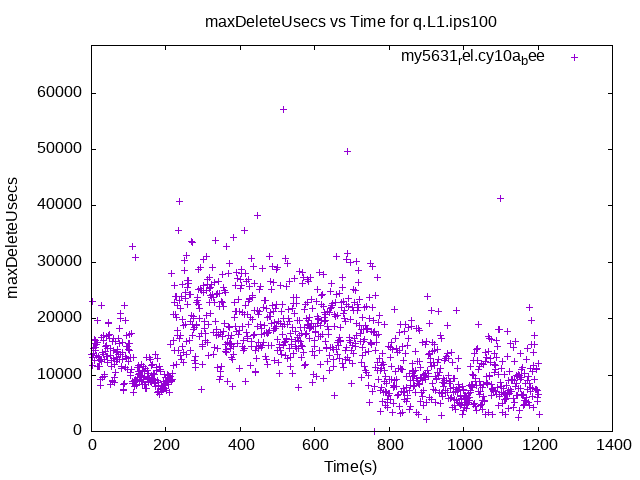 maxDeleteUsecs vs Time for q.L1.ips100
my5631rel.cy10abee
60000
50000
40000
30000
20000
10000
0
maxDeleteUsecs
0 200 400 600 800 1000 1200 1400
Time(s)